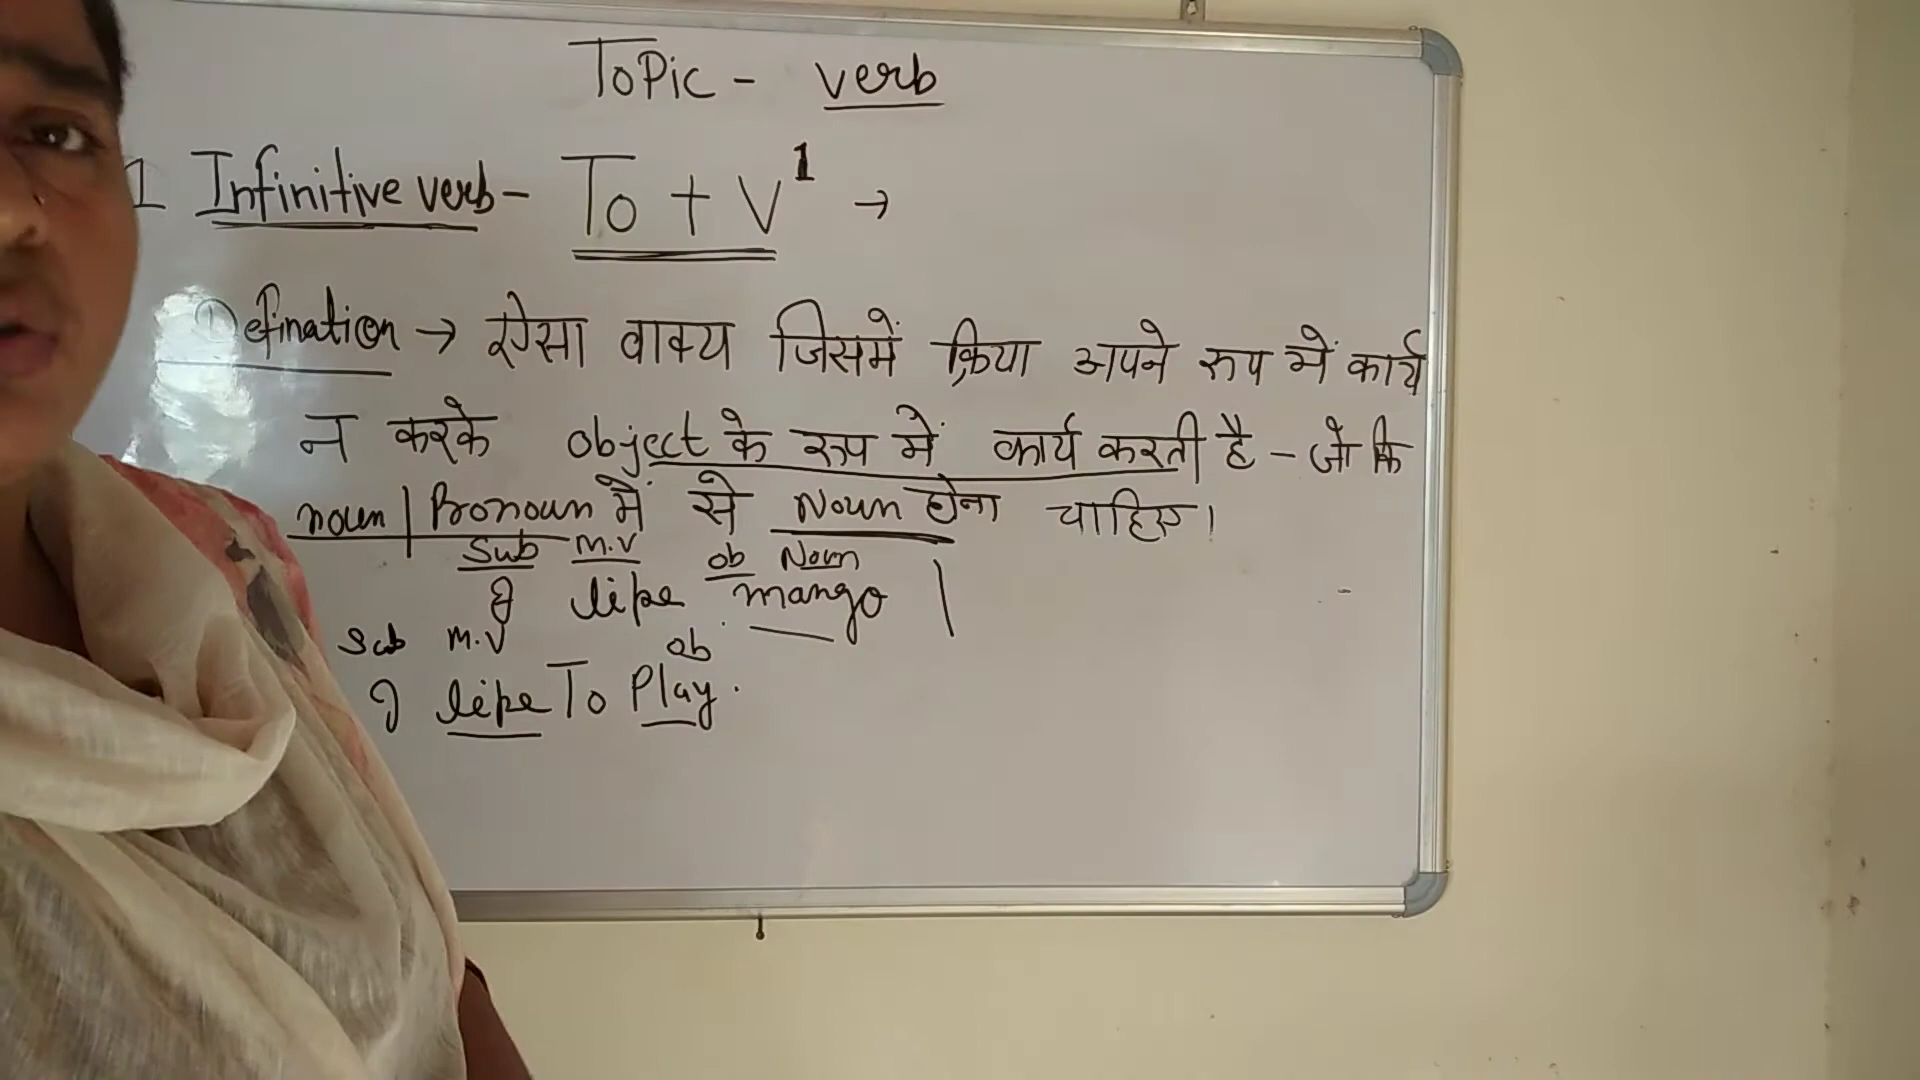 Topic - verb
1 Infinitive verb - To + V¹ →
Defination → ऐसा वाक्य जिसमें क्रिया अपने रुप में कार्य
न करके object के रुप में कार्य करती है - जो कि
noun | Pronoun में से Noun होना चाहिए।
Sub M.V ob Noun
I like mango |
Sub M.V ob
I like To Play.